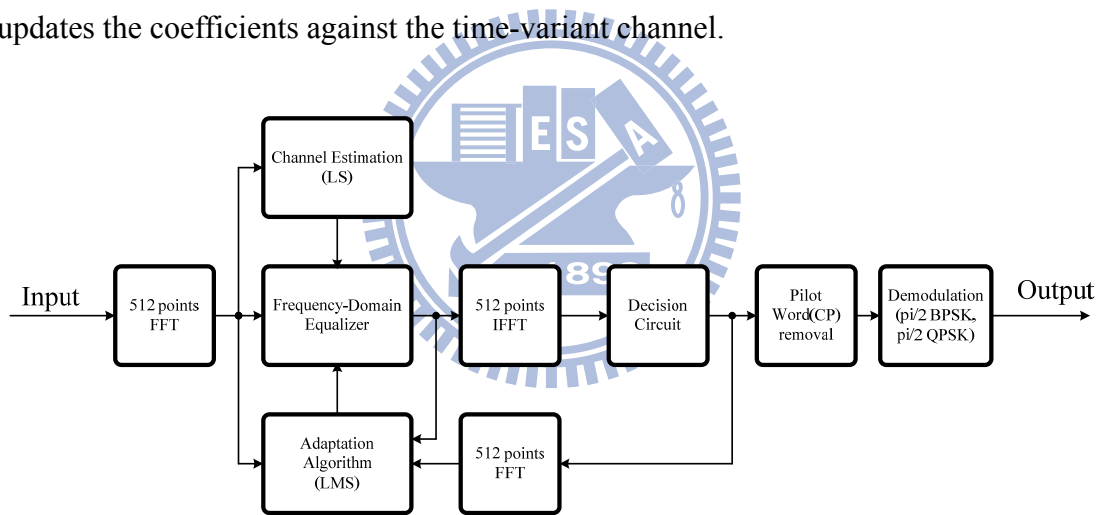 updates the coefficients against the time-variant channel.
E S A
Channel Estimation
(LS)
Input
512 points
FFT
Frequency-Domain
Equalizer
512 points
IFFT
189
Decision
Circuit
Pilot
Word(CP)
removal
Demodulation
(pi/2 BPSK,
pi/2 QPSK)
Output
Adaptation
Algorithm
(LMS)
512 points
FFT